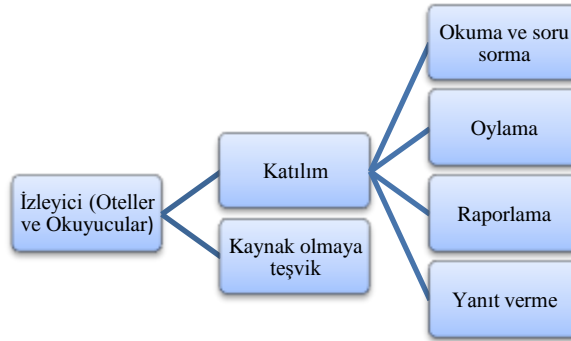 İzleyici (Oteller
ve Okuyucular)
Katılım
Kaynak olmaya
teşvik
Okuma ve soru
sorma
Oylama
Raporlama
Yanıt verme